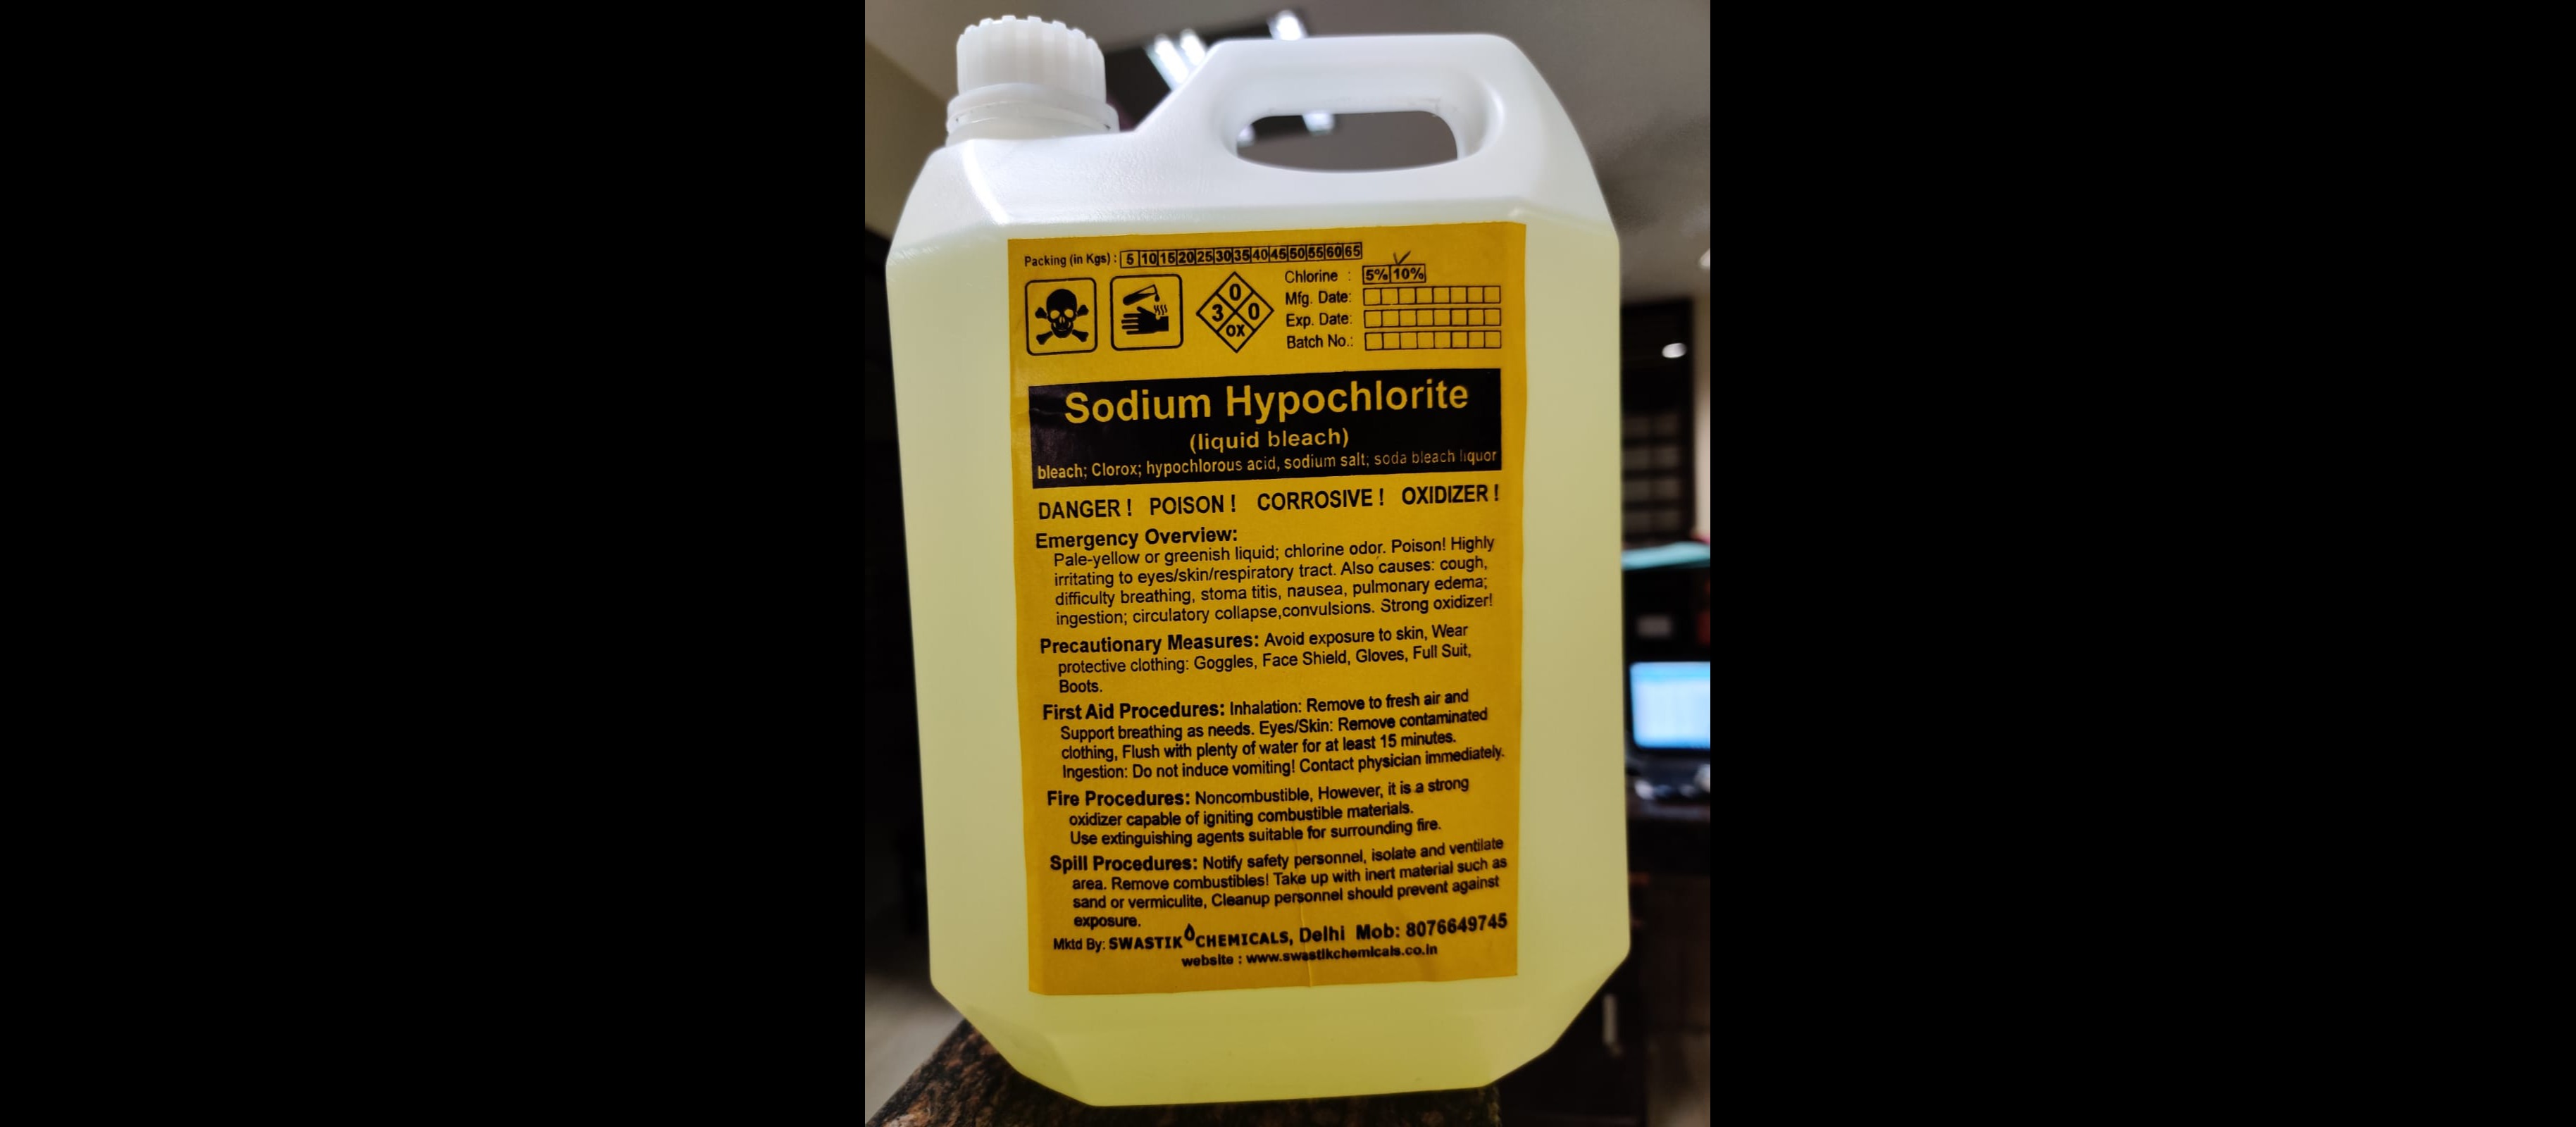 Packing (in Kgs) : 5 10 15 20 25 30 35 40 45 50 55 60 65
Chlorine : 5% 10%
Mfg. Date:
Exp. Date:
Batch No.:
0
3 0
OX
Sodium Hypochlorite
(liquid bleach)
bleach; Clorox; hypochlorous acid, sodium salt; soda bleach liquor
DANGER ! POISON ! CORROSIVE ! OXIDIZER !
Emergency Overview:
Pale-yellow or greenish liquid; chlorine odor. Poison! Highly
irritating to eyes/skin/respiratory tract. Also causes: cough,
difficulty breathing, stoma titis, nausea, pulmonary edema;
ingestion; circulatory collapse,convulsions. Strong oxidizer!
Precautionary Measures: Avoid exposure to skin, Wear
protective clothing: Goggles, Face Shield, Gloves, Full Suit,
Boots.
First Aid Procedures: Inhalation: Remove to fresh air and
Support breathing as needs. Eyes/Skin: Remove contaminated
clothing, Flush with plenty of water for at least 15 minutes.
Ingestion: Do not induce vomiting! Contact physician immediately.
Fire Procedures: Noncombustible, However, it is a strong
oxidizer capable of igniting combustible materials.
Use extinguishing agents suitable for surrounding fire.
Spill Procedures: Notify safety personnel, isolate and ventilate
area. Remove combustibles! Take up with inert material such as
sand or vermiculite, Cleanup personnel should prevent against
exposure.
Mktd By: SWASTIK CHEMICALS, Delhi Mob: 8076649745
website : www.swastikchemicals.co.in